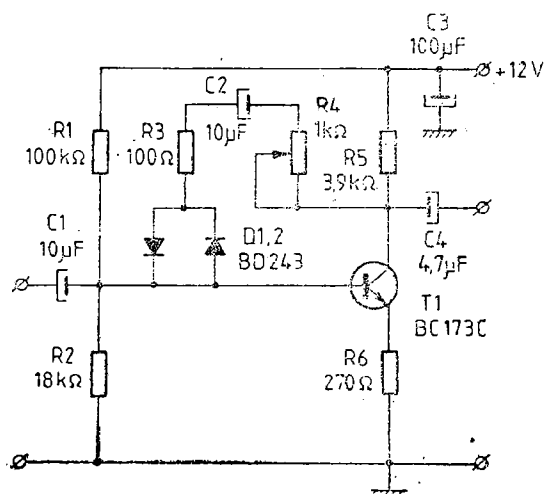 C3
100µF
+12V
C2
10µF
R1
100kΩ
R3
100Ω
R4
1kΩ
R5
3,9kΩ
C1
10µF
D1,2
BD243
C4
4,7µF
T1
BC173C
R2
18kΩ
R6
270Ω